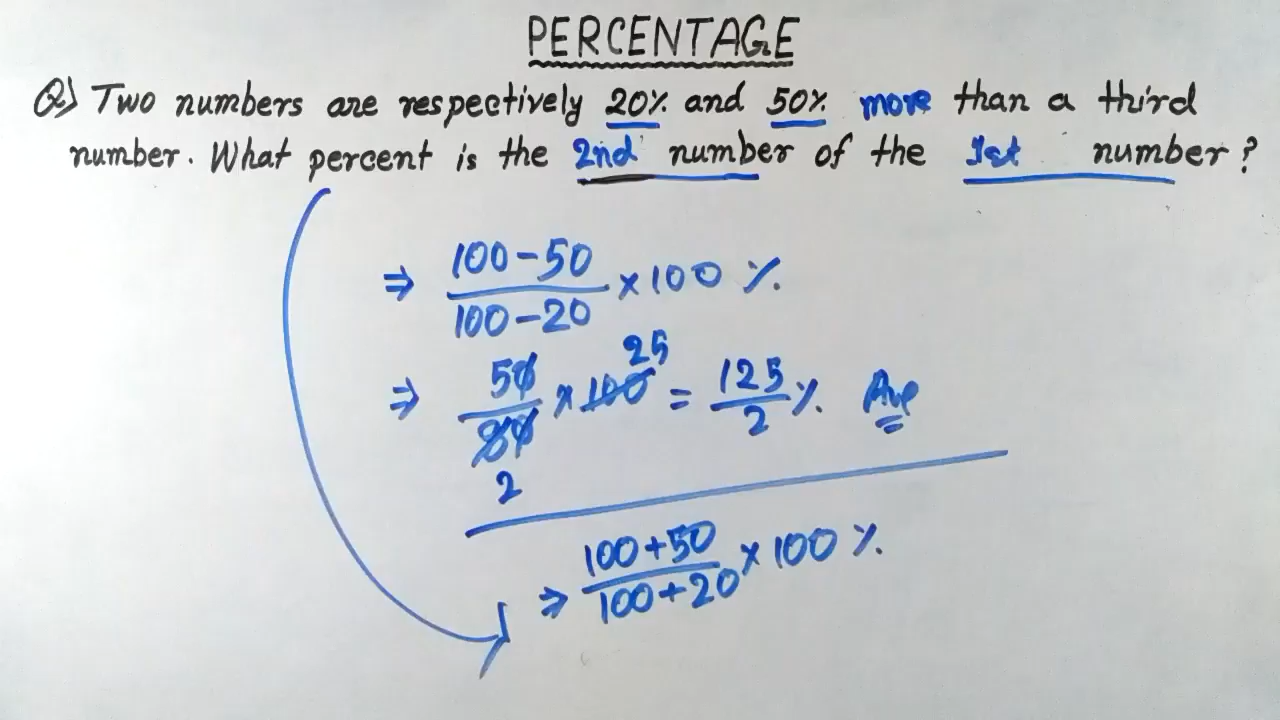 PERCENTAGE
Q) Two numbers are respectively 20% and 50% more than a third
number. What percent is the 2nd number of the 1st number?
⇒ 100-50 / 100-20 × 100 %
25
⇒ 50 / 80 × 100 = 125 / 2 % Ans
2
⇒ 100+50 / 100+20 × 100 %